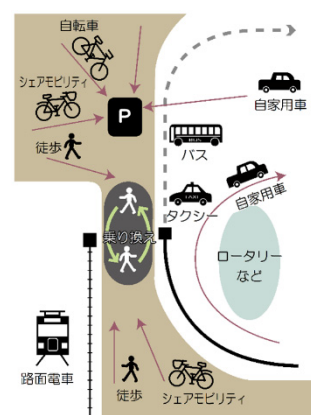 自転車
シェアモビリティ
徒歩
P
自家用車
バス
BUS
自家用車
TAXI
タクシー
乗り換え
ロータリー
など
路面電車
徒歩
シェアモビリティ